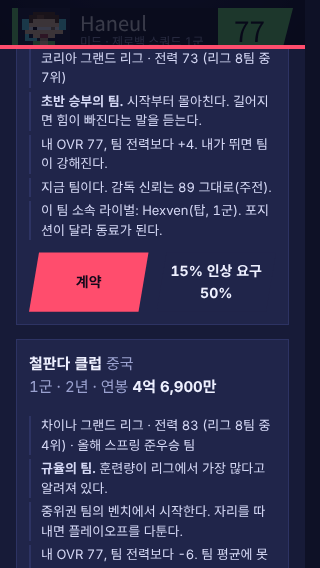 Haneul
77
미드 · 제로백 스쿼드 1군
코리아 그랜드 리그 · 전력 73 (리그 8팀 중
7위)
초반 승부의 팀. 시작부터 몰아친다. 길어지
면 힘이 빠진다는 말을 듣는다.
내 OVR 77, 팀 전력보다 +4. 내가 뛰면 팀
이 강해진다.
지금 팀이다. 감독 신뢰는 89 그대로(주전).
이 팀 소속 라이벌: Hexven(탑, 1군). 포지
션이 달라 동료가 된다.
계약
15% 인상 요구
50%
철판다 클럽 중국
1군 · 2년 · 연봉 4억 6,900만
차이나 그랜드 리그 · 전력 83 (리그 8팀 중
4위) · 올해 스프링 준우승 팀
규율의 팀. 훈련량이 리그에서 가장 많다고
알려져 있다.
중위권 팀의 벤치에서 시작한다. 자리를 따
내면 플레이오프를 다툰다.
내 OVR 77, 팀 전력보다 -6. 팀 평균에 못